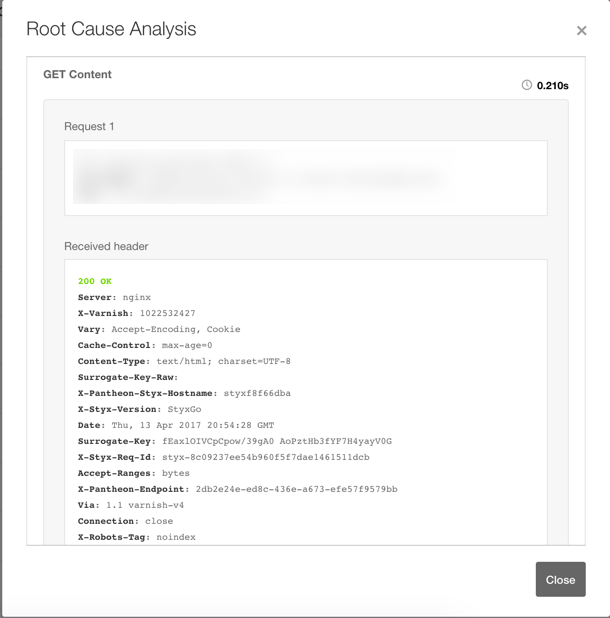 Root Cause Analysis
×
GET Content
0.210s
Request 1
Received header
200 OK
Server: nginx
X-Varnish: 1022532427
Vary: Accept-Encoding, Cookie
Cache-Control: max-age=0
Content-Type: text/html; charset=UTF-8
Surrogate-Key-Raw:
X-Pantheon-Styx-Hostname: styxf8f66dba
X-Styx-Version: StyxGo
Date: Thu, 13 Apr 2017 20:54:28 GMT
Surrogate-Key: fEaxlOIVCpCpow/39gA0 AoPztHb3fYF7H4yayV0G
X-Styx-Req-Id: styx-8c09237ee54b960f5f7dae1461511dcb
Accept-Ranges: bytes
X-Pantheon-Endpoint: 2db2e24e-ed8c-436e-a673-efe57f9579bb
Via: 1.1 varnish-v4
Connection: close
X-Robots-Tag: noindex
Close